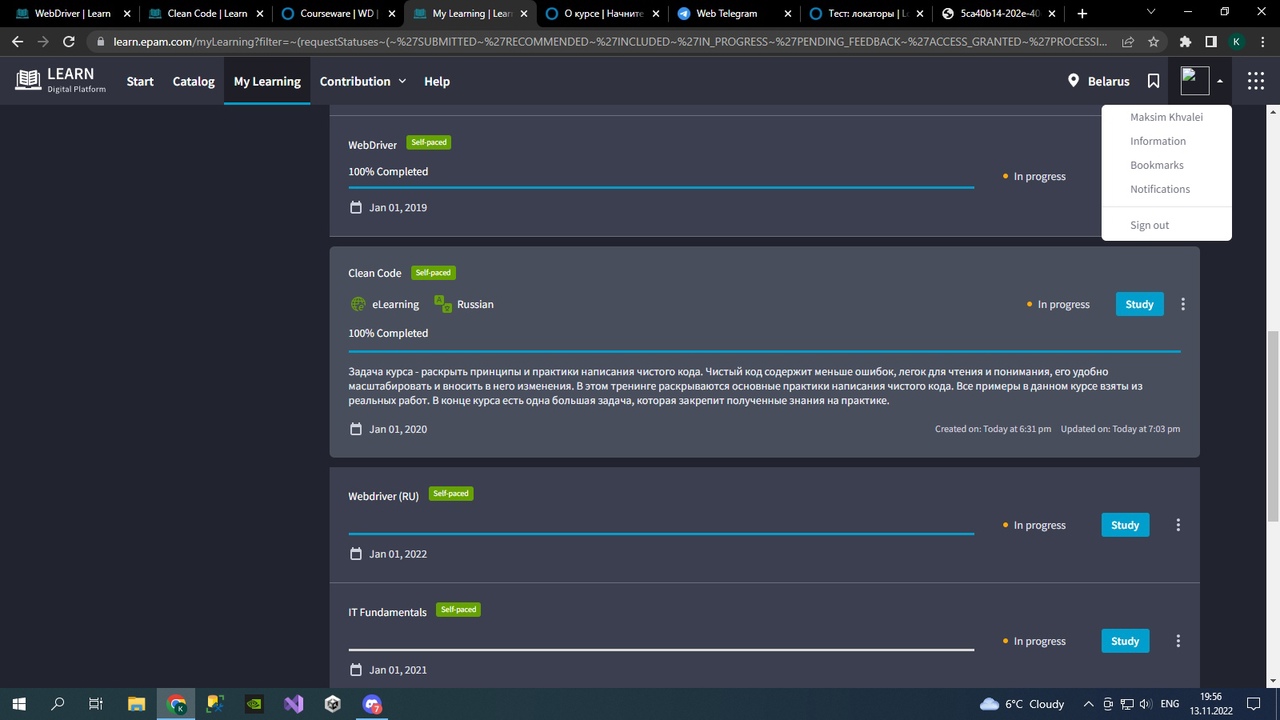 WebDriver | Learn
Clean Code | Learn
Courseware | WD |
My Learning | Learn
О курсе | Начните
Web Telegram
Тест: локаторы | L
5ca40b14-202e-40
learn.epam.com/myLearning?filter=~(requestStatuses~(~%27SUBMITTED~%27RECOMMENDED~%27INCLUDED~%27IN_PROGRESS~%27PENDING_FEEDBACK~%27ACCESS_GRANTED~%27PROCESSI...
K
LEARN
Digital Platform
Start
Catalog
My Learning
Contribution
Help
Belarus
Maksim Khvalei
Information
Bookmarks
Notifications
Sign out
WebDriver
Self-paced
100% Completed
In progress
Jan 01, 2019
Clean Code
Self-paced
eLearning
Russian
In progress
Study
100% Completed
Задача курса - раскрыть принципы и практики написания чистого кода. Чистый код содержит меньше ошибок, легок для чтения и понимания, его удобно
масштабировать и вносить в него изменения. В этом тренинге раскрываются основные практики написания чистого кода. Все примеры в данном курсе взяты из
реальных работ. В конце курса есть одна большая задача, которая закрепит полученные знания на практике.
Jan 01, 2020
Created on: Today at 6:31 pm
Updated on: Today at 7:03 pm
Webdriver (RU)
Self-paced
In progress
Study
Jan 01, 2022
IT Fundamentals
Self-paced
In progress
Study
Jan 01, 2021
6°C Cloudy
ENG
19:56
13.11.2022